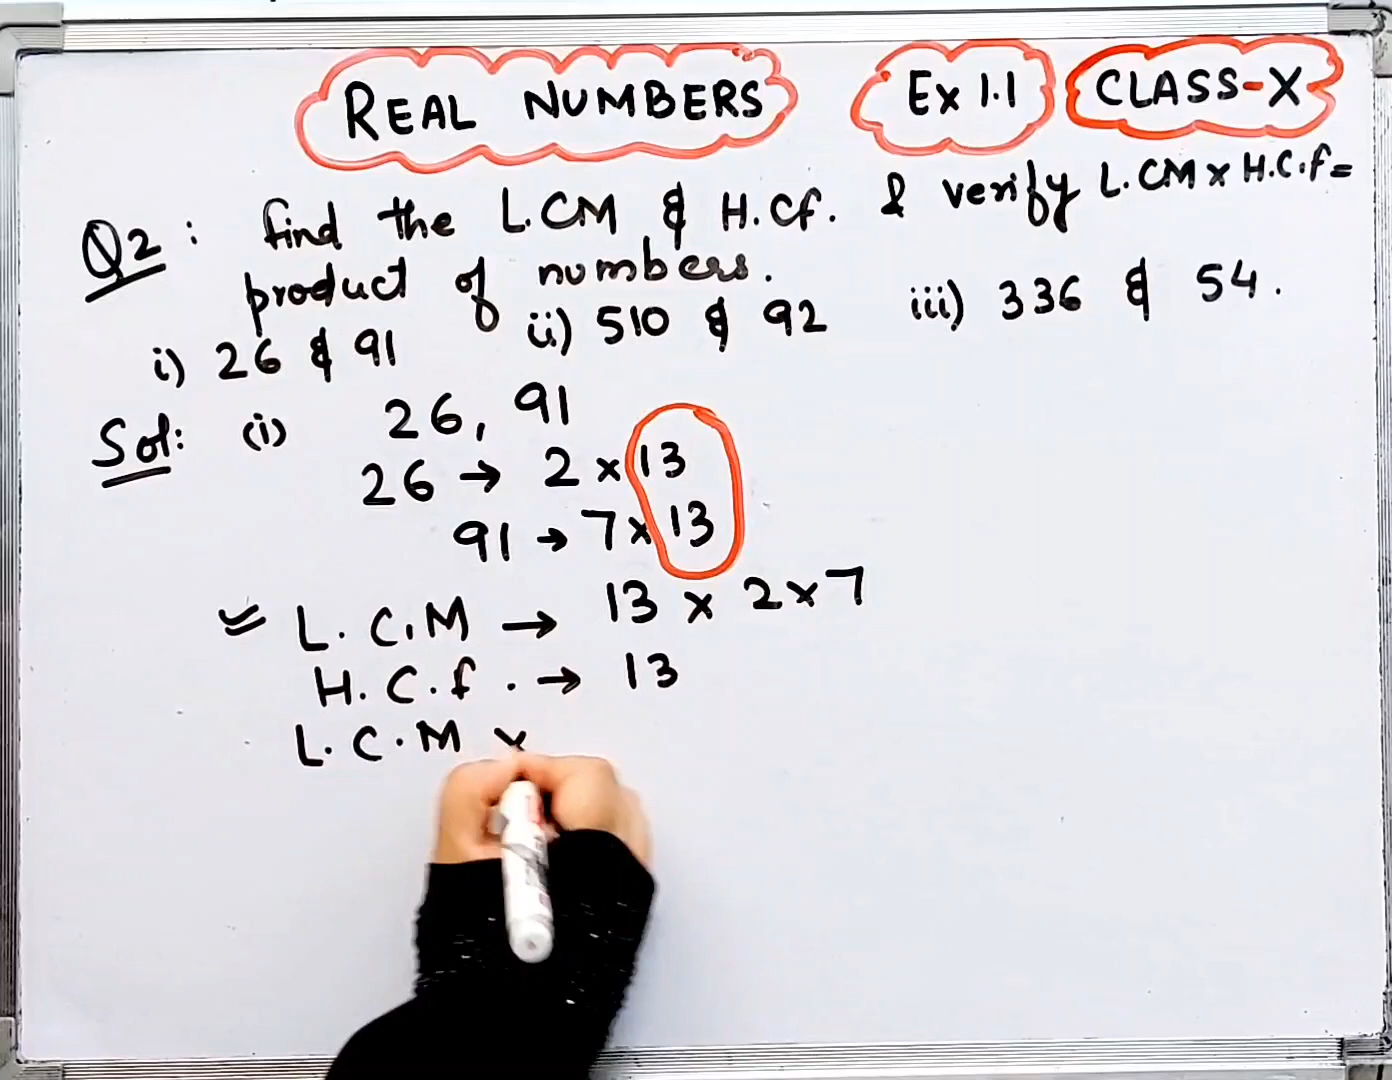 REAL NUMBERS Ex 1.1 CLASS-X
Q2: find the L.CM & H.Cf. & verify L.CM x H.C.f =
product of numbers.
i) 26 & 91 ii) 510 & 92 iii) 336 & 54.
Sol: (i) 26, 91
26 → 2 x 13
91 → 7 x 13
L.C.M → 13 x 2 x 7
H.C.f. → 13
L.C.M x